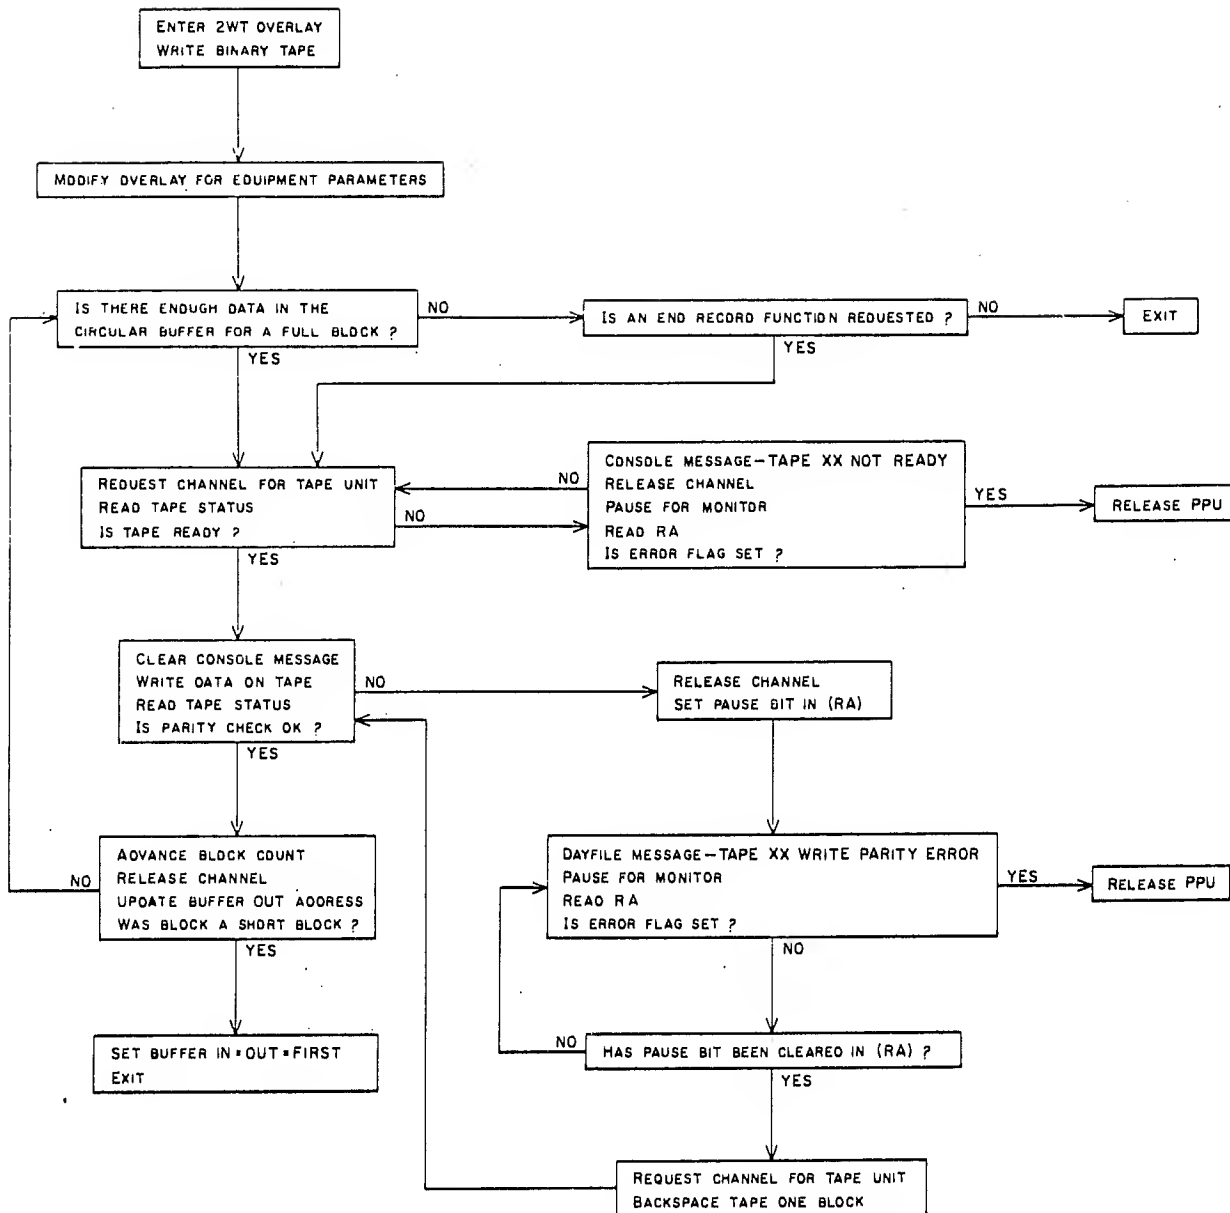 ENTER 2WT OVERLAY
WRITE BINARY TAPE
MODIFY OVERLAY FOR EQUIPMENT PARAMETERS
IS THERE ENOUGH DATA IN THE
CIRCULAR BUFFER FOR A FULL BLOCK ?
NO
YES
IS AN END RECORD FUNCTION REQUESTED ?
NO
YES
EXIT
REQUEST CHANNEL FOR TAPE UNIT
READ TAPE STATUS
IS TAPE READY ?
NO
YES
CONSOLE MESSAGE—TAPE XX NOT READY
RELEASE CHANNEL
PAUSE FOR MONITOR
READ RA
IS ERROR FLAG SET ?
NO
YES
RELEASE PPU
CLEAR CONSOLE MESSAGE
WRITE DATA ON TAPE
READ TAPE STATUS
IS PARITY CHECK OK ?
NO
YES
RELEASE CHANNEL
SET PAUSE BIT IN (RA)
ADVANCE BLOCK COUNT
RELEASE CHANNEL
UPDATE BUFFER OUT ADDRESS
WAS BLOCK A SHORT BLOCK ?
NO
YES
DAYFILE MESSAGE—TAPE XX WRITE PARITY ERROR
PAUSE FOR MONITOR
READ RA
IS ERROR FLAG SET ?
YES
NO
RELEASE PPU
SET BUFFER IN = OUT = FIRST
EXIT
HAS PAUSE BIT BEEN CLEARED IN (RA) ?
NO
YES
REQUEST CHANNEL FOR TAPE UNIT
BACKSPACE TAPE ONE BLOCK